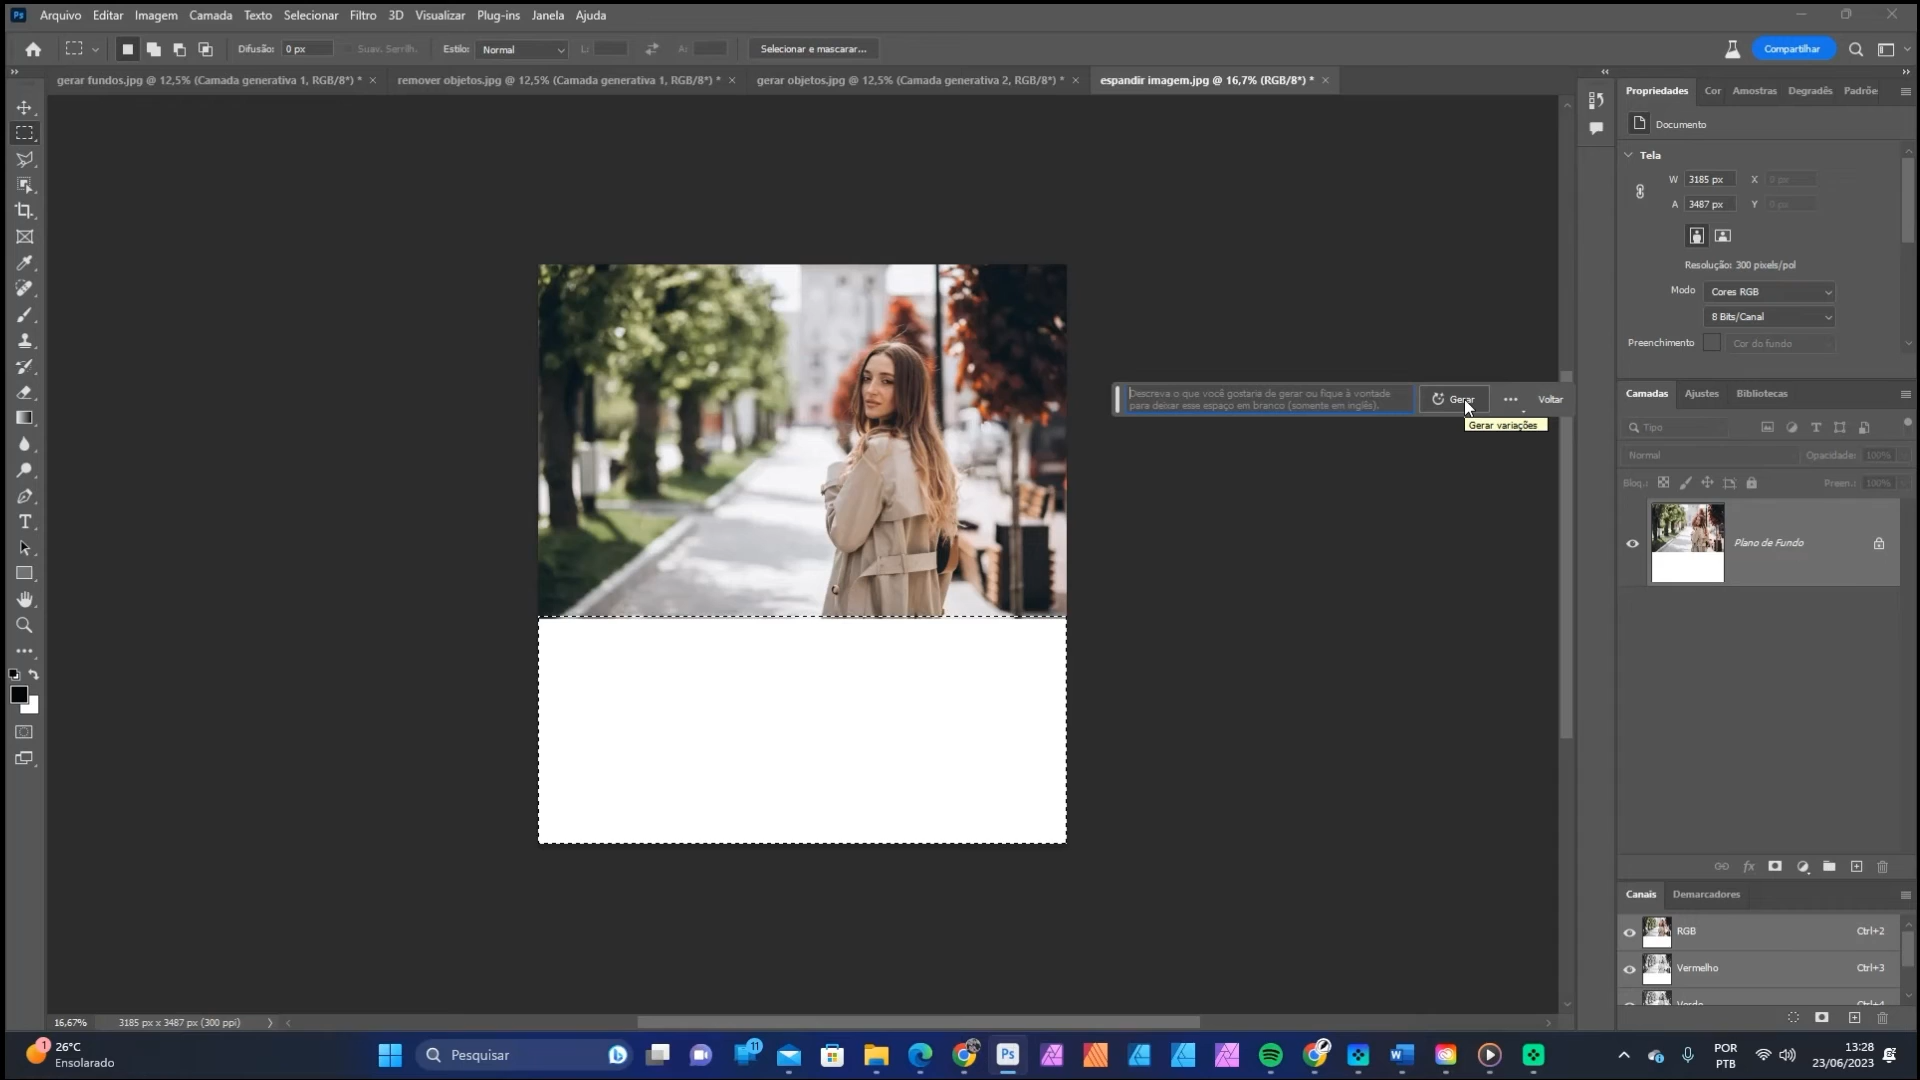 Ps Arquivo Editar Imagem Camada Texto Selecionar Filtro 3D Visualizar Plug-ins Janela Ajuda
Difusão: 0 px Suav. Serrilh. Estilo: Normal L: A: Selecionar e mascarar... Compartilhar
gerar fundos.jpg @ 12,5% (Camada generativa 1, RGB/8*) *
remover objetos.jpg @ 12,5% (Camada generativa 1, RGB/8*) *
gerar objetos.jpg @ 12,5% (Camada generativa 2, RGB/8*) *
espandir imagem.jpg @ 16,7% (RGB/8*) *
Propriedades Cor Amostras Degradês Padrõe
Documento
Tela
W 3185 px X 0 px
A 3487 px Y 0 px
Resolução: 300 pixels/pol
Modo Cores RGB
8 Bits/Canal
Preenchimento Cor do fundo
Descreva o que você gostaria de gerar ou fique à vontade
para deixar esse espaço em branco (somente em inglês).
Gerar Voltar
Gerar variações
Camadas Ajustes Bibliotecas
Tipo
Normal Opacidade: 100%
Bloq.: Preen.: 100%
Plano de Fundo
fx
Canais Demarcadores
RGB Ctrl+2
Vermelho Ctrl+3
Verde Ctrl+4
16,67% 3185 px x 3487 px (300 ppi)
1 26°C
Ensolarado
Pesquisar
11
Ps
W
POR
PTB
13:28
23/06/2023